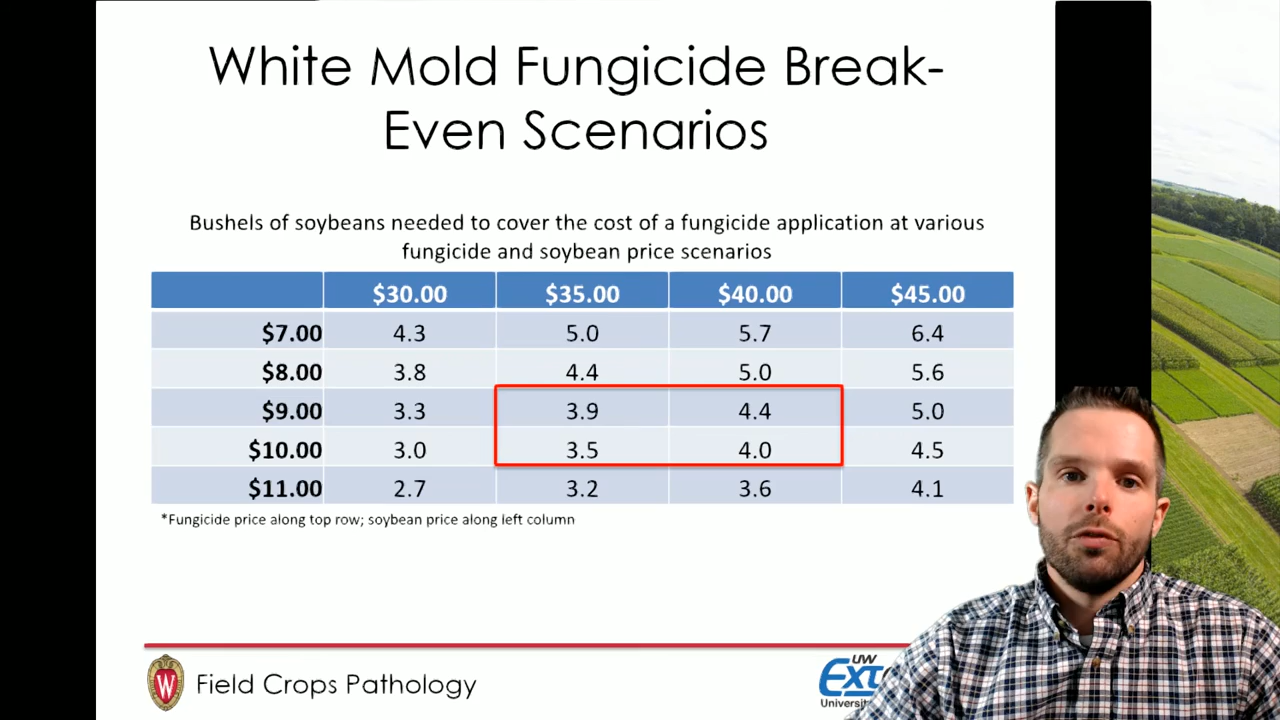 White Mold Fungicide Break-
Even Scenarios
Bushels of soybeans needed to cover the cost of a fungicide application at various
fungicide and soybean price scenarios
$30.00 $35.00 $40.00 $45.00
$7.00 4.3 5.0 5.7 6.4
$8.00 3.8 4.4 5.0 5.6
$9.00 3.3 3.9 4.4 5.0
$10.00 3.0 3.5 4.0 4.5
$11.00 2.7 3.2 3.6 4.1
*Fungicide price along top row; soybean price along left column
W Field Crops Pathology
UW